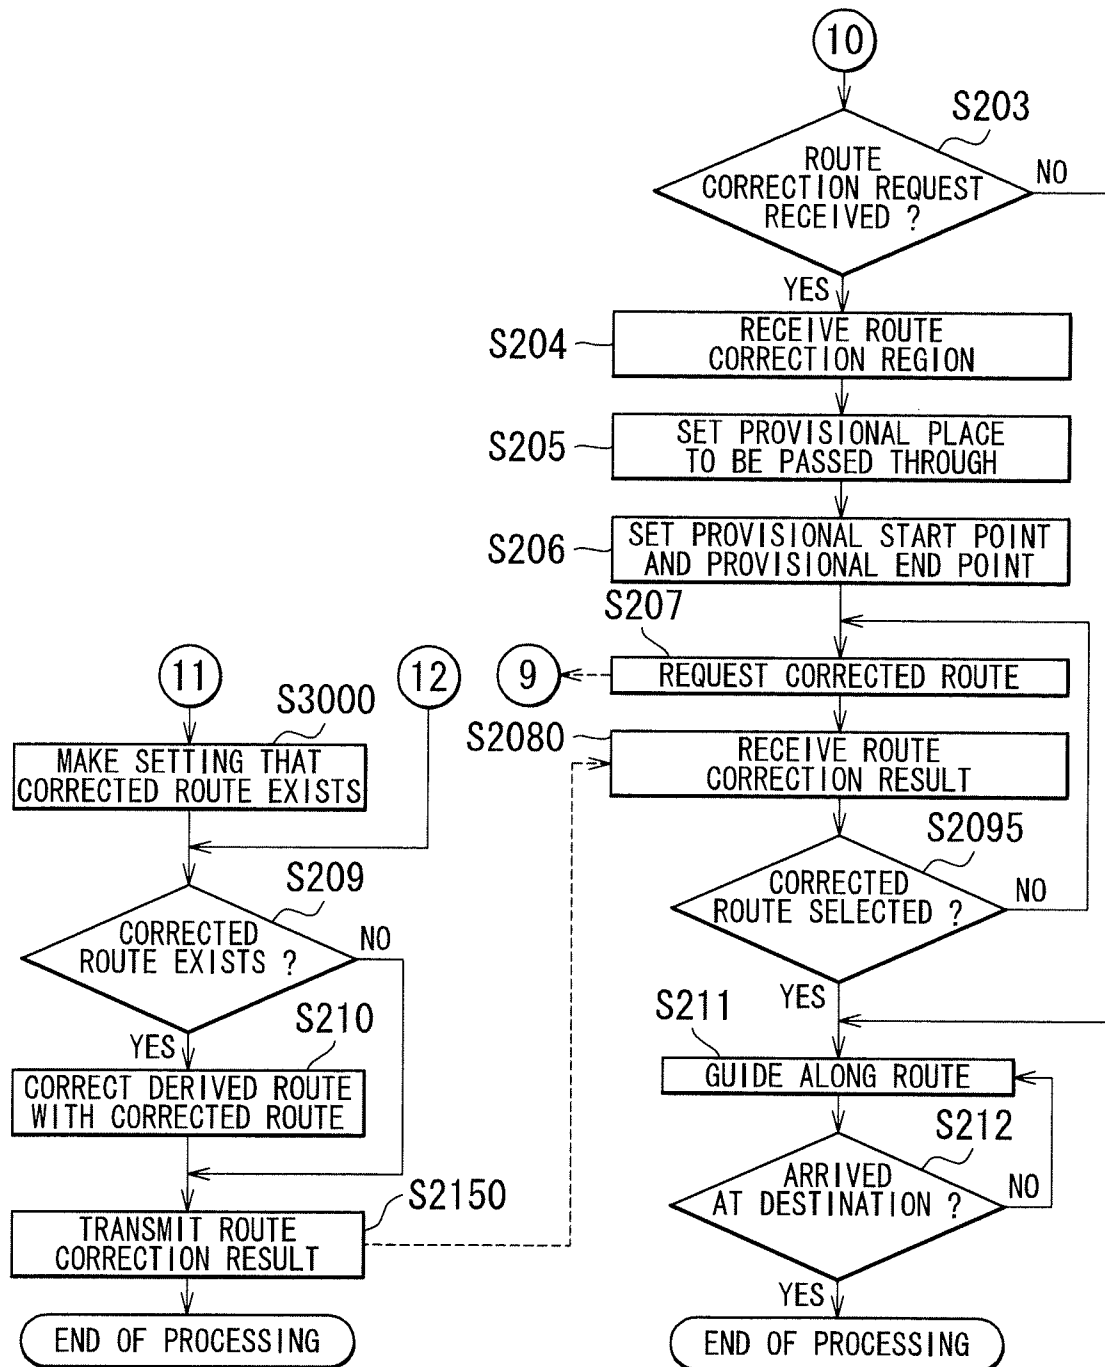 10
S203
ROUTE
CORRECTION REQUEST
RECEIVED ?
NO
YES
S204
RECEIVE ROUTE
CORRECTION REGION
S205
SET PROVISIONAL PLACE
TO BE PASSED THROUGH
S206
SET PROVISIONAL START POINT
AND PROVISIONAL END POINT
S207
9
REQUEST CORRECTED ROUTE
S2080
RECEIVE ROUTE
CORRECTION RESULT
S2095
CORRECTED
ROUTE SELECTED ?
NO
YES
S211
GUIDE ALONG ROUTE
S212
ARRIVED
AT DESTINATION ?
NO
YES
END OF PROCESSING
11
12
S3000
MAKE SETTING THAT
CORRECTED ROUTE EXISTS
S209
CORRECTED
ROUTE EXISTS ?
NO
YES
S210
CORRECT DERIVED ROUTE
WITH CORRECTED ROUTE
S2150
TRANSMIT ROUTE
CORRECTION RESULT
END OF PROCESSING